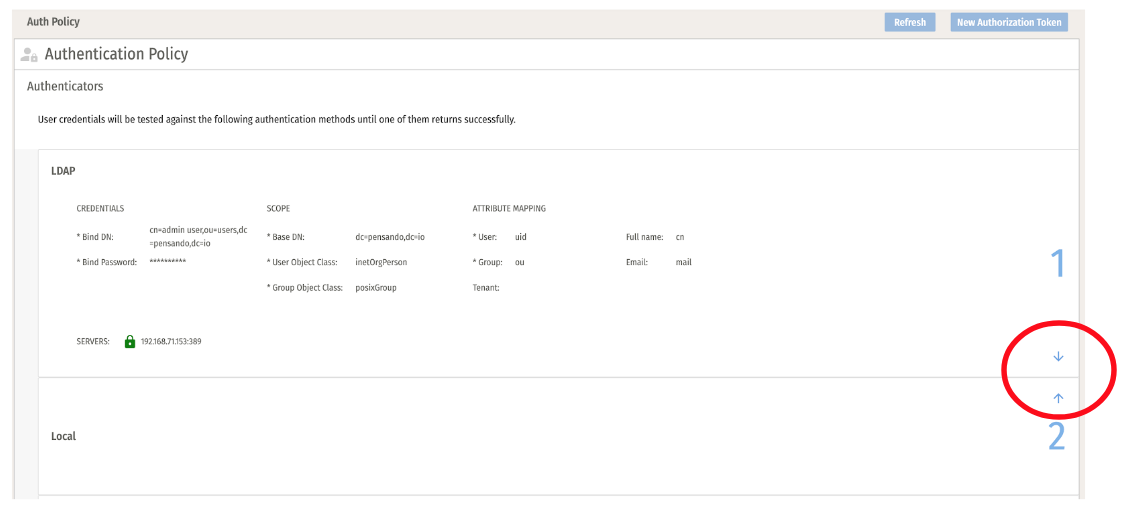 Auth Policy
Refresh
New Authorization Token
Authentication Policy
Authenticators
User credentials will be tested against the following authentication methods until one of them returns successfully.
LDAP
CREDENTIALS
SCOPE
ATTRIBUTE MAPPING
* Bind DN:
cn=admin user,ou=users,dc
=pensando,dc=io
* Base DN:
dc=pensando,dc=io
* User:
uid
Full name:
cn
* Bind Password:
**********
* User Object Class:
inetOrgPerson
* Group:
ou
Email:
mail
1
* Group Object Class:
posixGroup
Tenant:
SERVERS:
192.168.71.153:389
Local
2